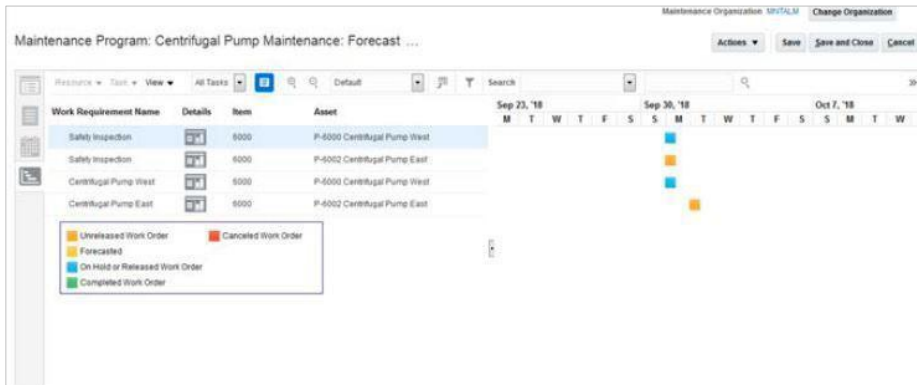 Maintenance Organization MNTALM Change Organization
Maintenance Program: Centrifugal Pump Maintenance: Forecast ...
Actions Save Save and Close Cancel
Resource Task View All Tasks Default Search
Work Requirement Name Details Item Asset
Sep 23, '18 Sep 30, '18 Oct 7, '18
M T W T F S S M T W T F S S M T W
Safety Inspection 6000 P-6000 Centrifugal Pump West
Safety Inspection 6000 P-6002 Centrifugal Pump East
Centrifugal Pump West 6000 P-6000 Centrifugal Pump West
Centrifugal Pump East 6000 P-6002 Centrifugal Pump East
Unreleased Work Order Canceled Work Order
Forecasted
On Hold or Released Work Order
Completed Work Order